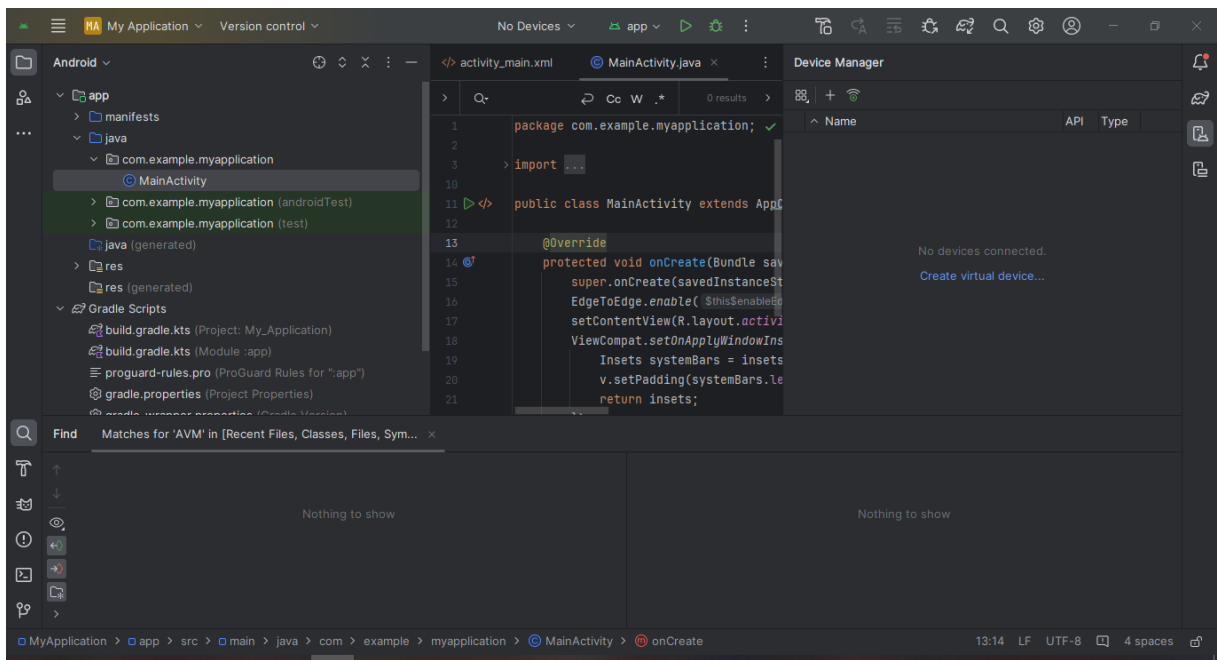 MA My Application Version control No Devices app
Android
activity_main.xml MainActivity.java
Device Manager
app
manifests
java
com.example.myapplication
MainActivity
com.example.myapplication (androidTest)
com.example.myapplication (test)
java (generated)
res
res (generated)
Gradle Scripts
build.gradle.kts (Project: My_Application)
build.gradle.kts (Module :app)
proguard-rules.pro (ProGuard Rules for ":app")
gradle.properties (Project Properties)
gradle-wrapper.properties (Gradle Version)
Cc W .* 0 results
1 package com.example.myapplication;
2
3 import ...
10
11 public class MainActivity extends AppC
12
13 @Override
14 protected void onCreate(Bundle sav
15 super.onCreate(savedInstanceSt
16 EdgeToEdge.enable( $this$enableEd
17 setContentView(R.layout.activi
18 ViewCompat.setOnApplyWindowIns
19 Insets systemBars = insets
20 v.setPadding(systemBars.le
21 return insets;
Name API Type
No devices connected.
Create virtual device...
Find Matches for 'AVM' in [Recent Files, Classes, Files, Sym...
Nothing to show
Nothing to show
MyApplication > app > src > main > java > com > example > myapplication > MainActivity > onCreate
13:14 LF UTF-8 4 spaces